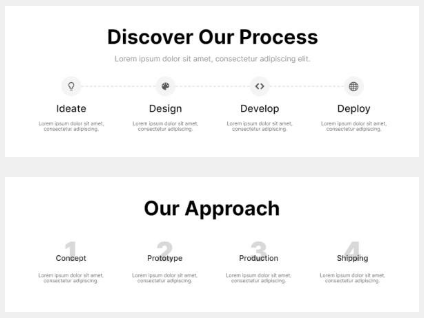 Discover Our Process
Lorem ipsum dolor sit amet, consectetur adipiscing elit.
Ideate
Design
Develop
Deploy
Lorem ipsum dolor sit amet,
consectetur adipiscing.
Lorem ipsum dolor sit amet,
consectetur adipiscing.
Lorem ipsum dolor sit amet,
consectetur adipiscing.
Lorem ipsum dolor sit amet,
consectetur adipiscing.
Our Approach
1
Concept
2
Prototype
3
Production
4
Shipping
Lorem ipsum dolor sit amet,
consectetur adipiscing.
Lorem ipsum dolor sit amet,
consectetur adipiscing.
Lorem ipsum dolor sit amet,
consectetur adipiscing.
Lorem ipsum dolor sit amet,
consectetur adipiscing.